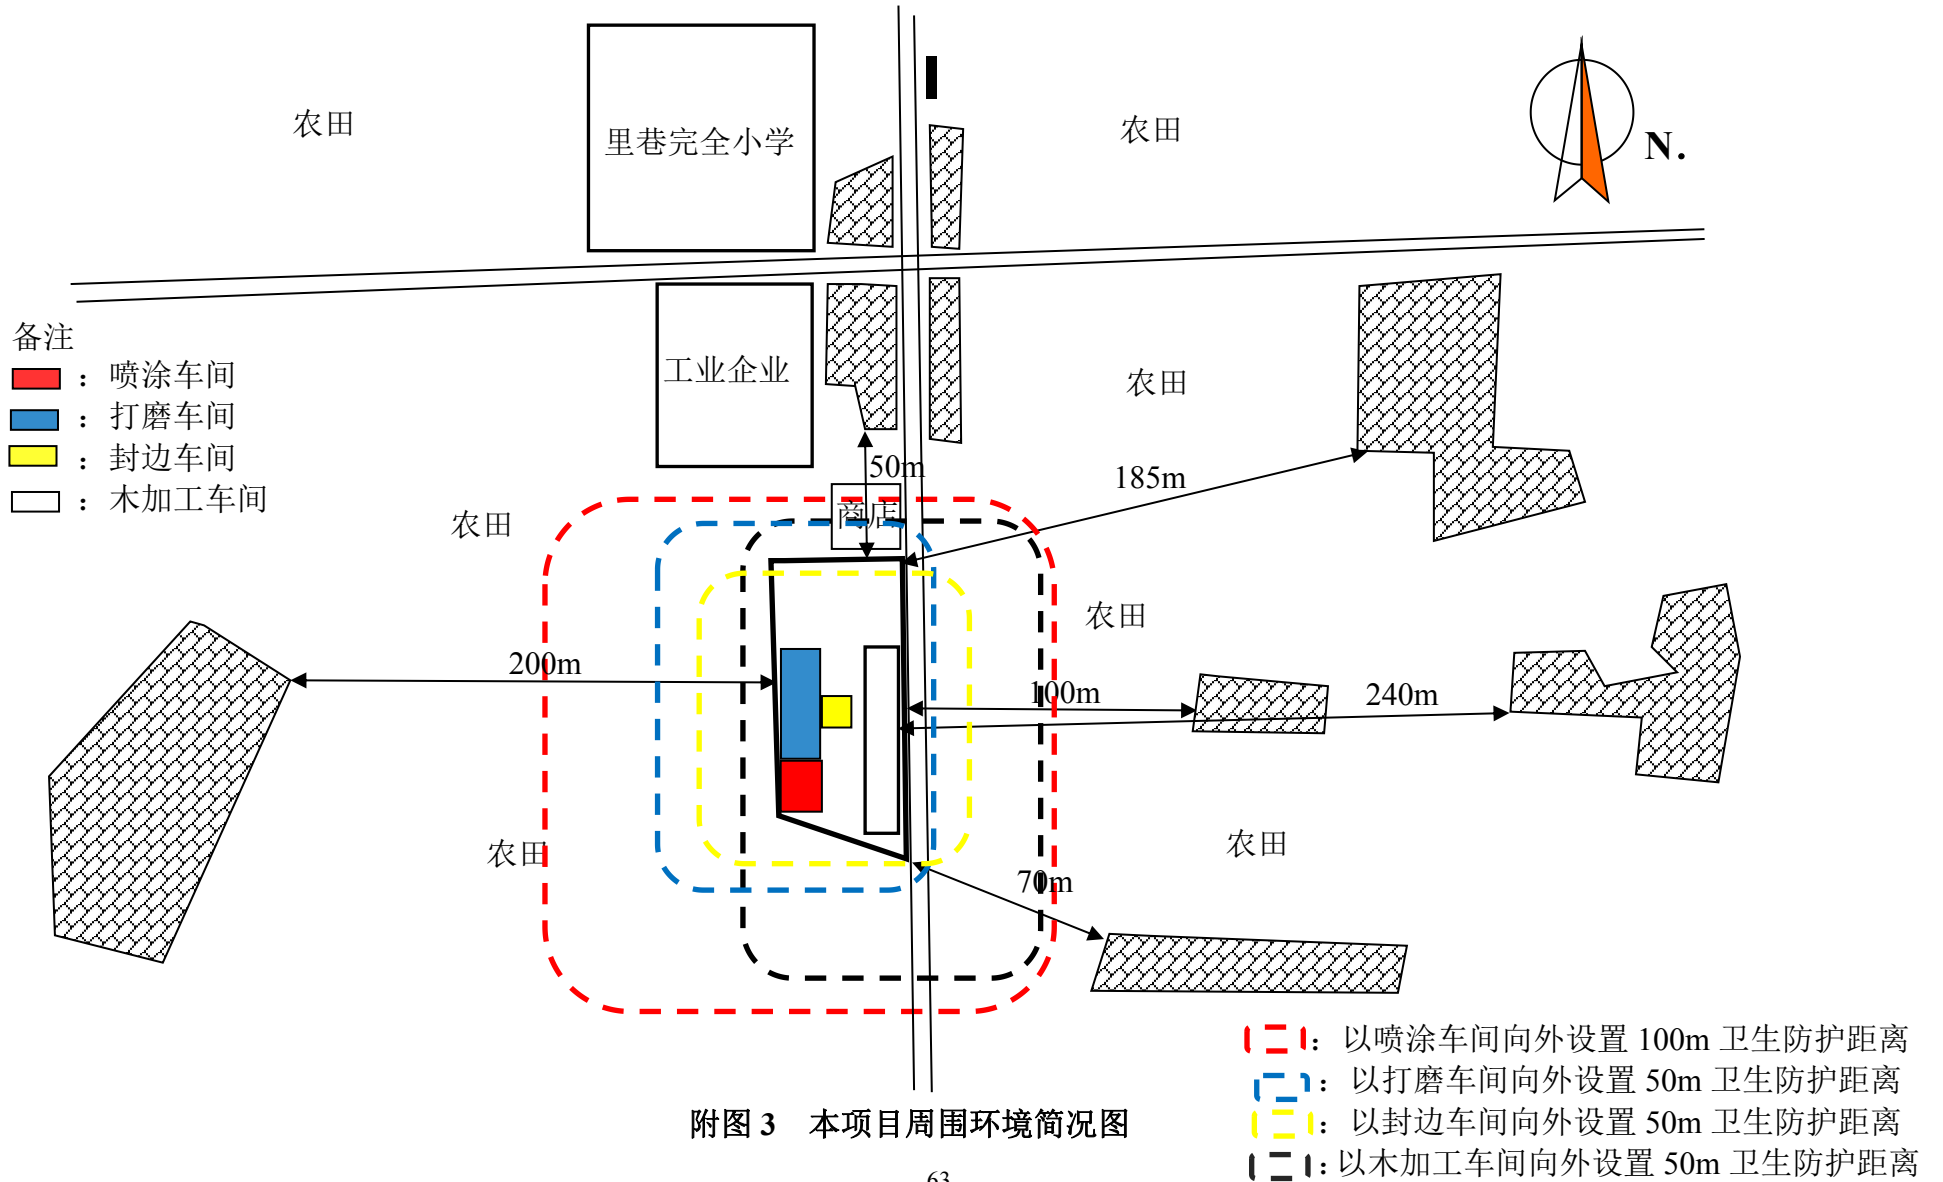 农田
里巷完全小学
农田
N.
备注
：喷涂车间
：打磨车间
：封边车间
：木加工车间
工业企业
农田
50m
185m
商店
农田
农田
200m
100m
240m
农田
农田
70m
：以喷涂车间向外设置 100m 卫生防护距离
：以打磨车间向外设置 50m 卫生防护距离
：以封边车间向外设置 50m 卫生防护距离
：以木加工车间向外设置 50m 卫生防护距离
附图 3 本项目周围环境简况图
63